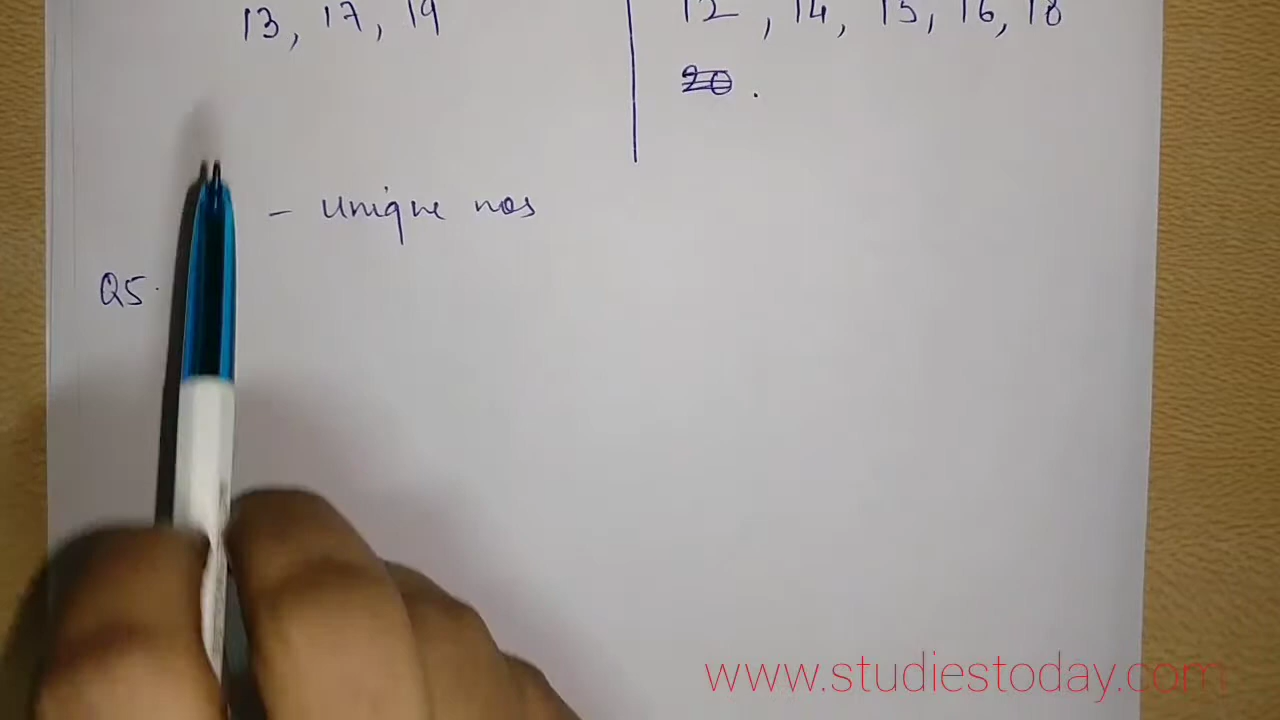 13, 17, 19
12, 14, 15, 16, 18
20.
- unique nos
Q5.
www.studiestoday.com